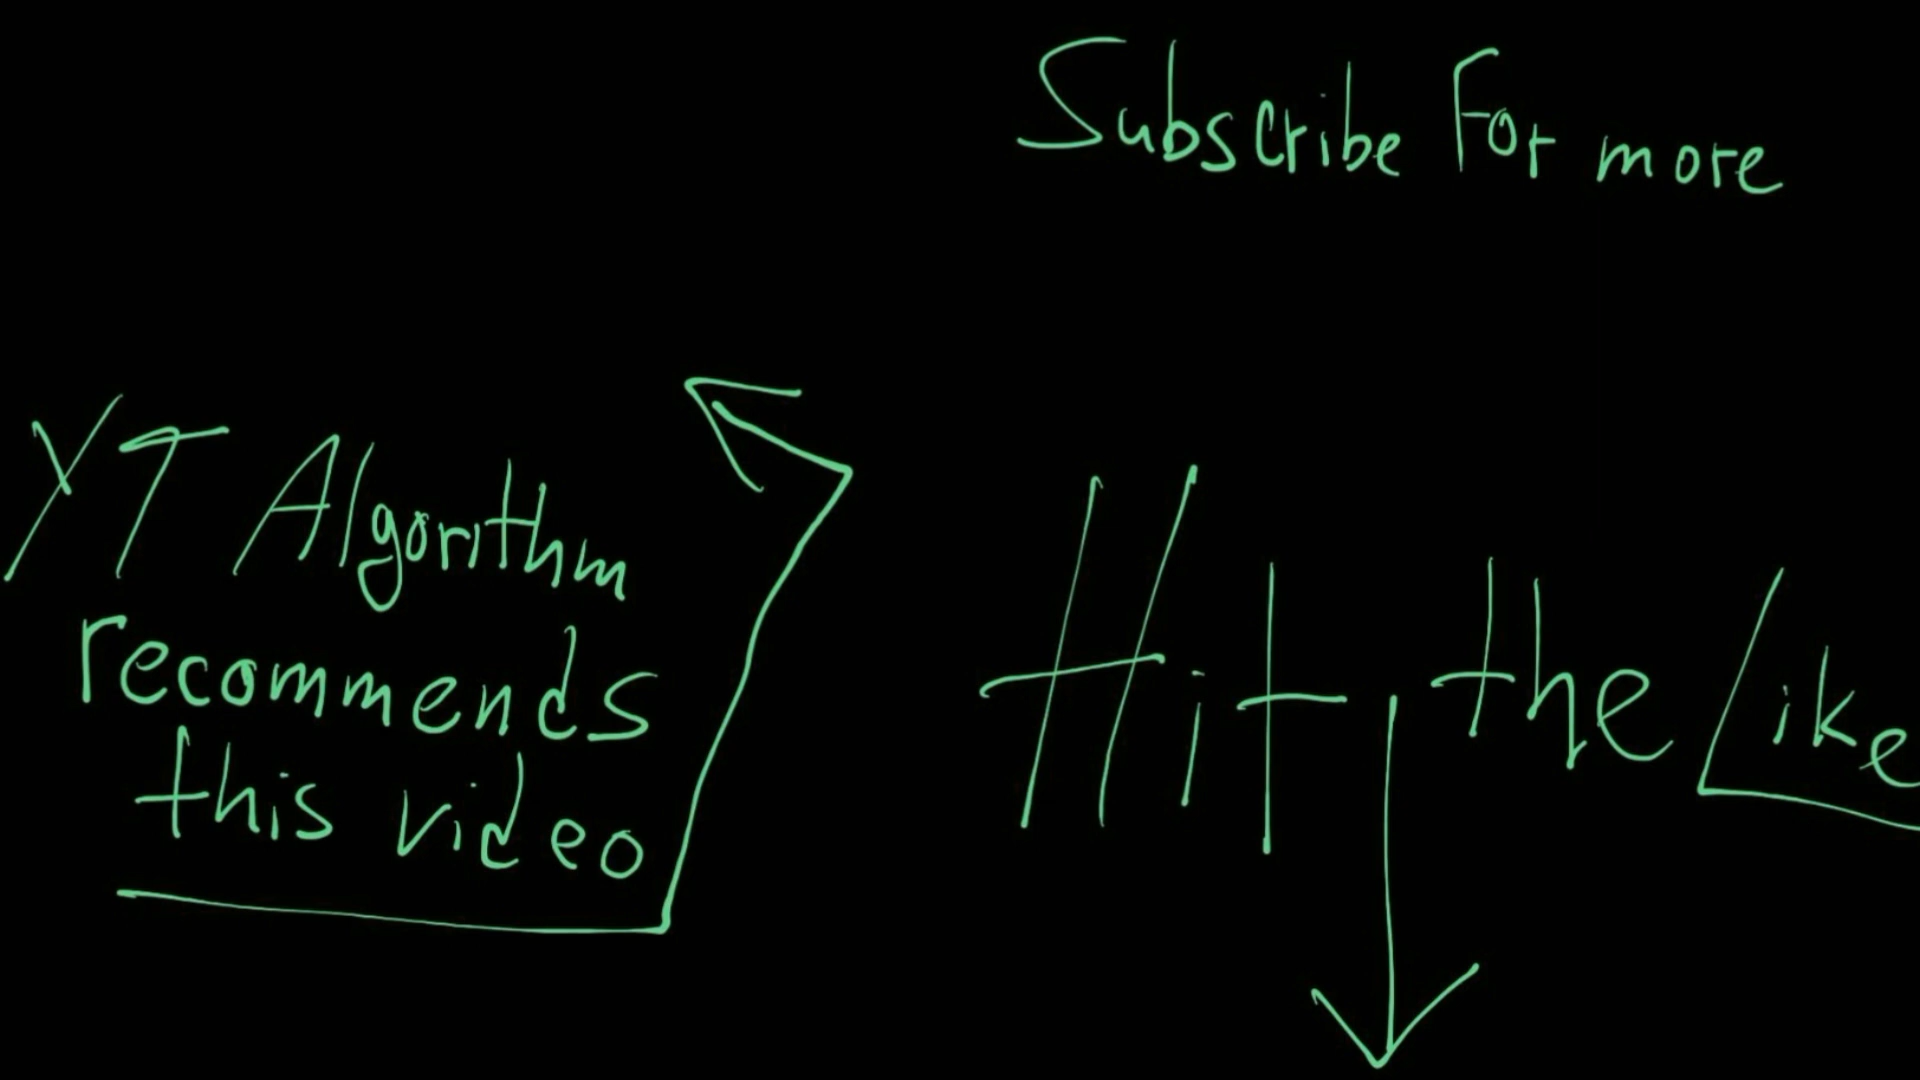 Subscribe For more
YT Algorithm
recommends
this video
Hit the Like